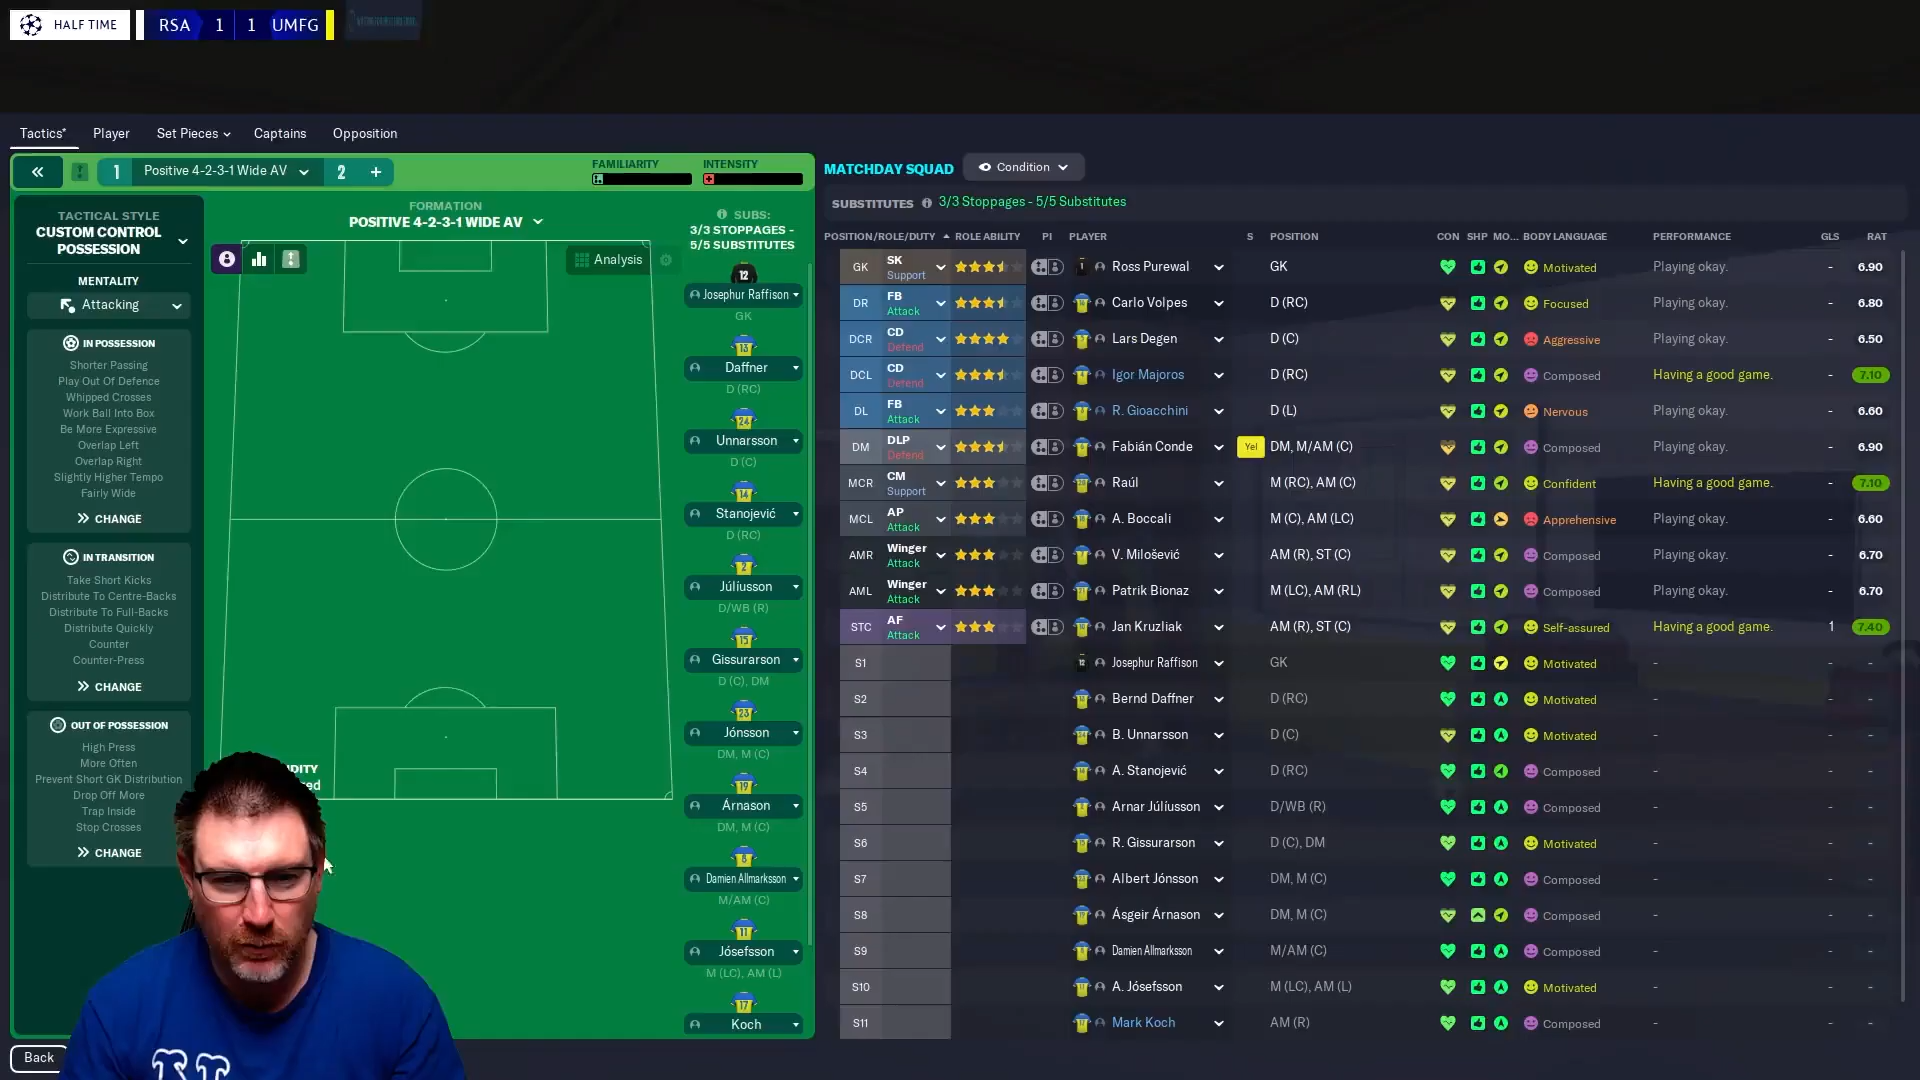 HALF TIME RSA 1 1 UMFG
Tactics* Player Set Pieces Captains Opposition
1 Positive 4-2-3-1 Wide AV 2 +
FAMILIARITY INTENSITY
TACTICAL STYLE
CUSTOM CONTROL
POSSESSION
MENTALITY
Attacking
IN POSSESSION
Shorter Passing
Play Out Of Defence
Whipped Crosses
Work Ball Into Box
Be More Expressive
Overlap Left
Overlap Right
Slightly Higher Tempo
Fairly Wide
CHANGE
IN TRANSITION
Take Short Kicks
Distribute To Centre-Backs
Distribute To Full-Backs
Distribute Quickly
Counter
Counter-Press
CHANGE
OUT OF POSSESSION
High Press
More Often
Prevent Short GK Distribution
Drop Off More
Trap Inside
Stop Crosses
CHANGE
FORMATION
POSITIVE 4-2-3-1 WIDE AV
Analysis
SUBS:
3/3 STOPPAGES -
5/5 SUBSTITUTES
12
Josephur Raffison
GK
13
Daffner
D (RC)
24
Unnarsson
D (C)
14
Stanojević
D (RC)
2
Júlíusson
D/WB (R)
15
Gissurarson
D (C), DM
23
Jónsson
DM, M (C)
19
Árnason
DM, M (C)
8
Damien Allmarksson
M/AM (C)
11
Jósefsson
M (LC), AM (L)
17
Koch
Back
MATCHDAY SQUAD Condition
SUBSTITUTES 3/3 Stoppages - 5/5 Substitutes
POSITION/ROLE/DUTY ROLE ABILITY PI PLAYER S POSITION CON SHP MO... BODY LANGUAGE PERFORMANCE GLS RAT
GK SK Support Ross Purewal GK Motivated Playing okay. - 6.90
DR FB Attack Carlo Volpes D (RC) Focused Playing okay. - 6.80
DCR CD Defend Lars Degen D (C) Aggressive Playing okay. - 6.50
DCL CD Defend Igor Majoros D (RC) Composed Having a good game. - 7.10
DL FB Attack R. Gioacchini D (L) Nervous Playing okay. - 6.60
DM DLP Defend Fabián Conde Yel DM, M/AM (C) Composed Playing okay. - 6.90
MCR CM Support Raúl M (RC), AM (C) Confident Having a good game. - 7.10
MCL AP Attack A. Boccali M (C), AM (LC) Apprehensive Playing okay. - 6.60
AMR Winger Attack V. Milošević AM (R), ST (C) Composed Playing okay. - 6.70
AML Winger Attack Patrik Bionaz M (LC), AM (RL) Composed Playing okay. - 6.70
STC AF Attack Jan Kruzliak AM (R), ST (C) Self-assured Having a good game. 1 7.40
S1 Josephur Raffison GK Motivated - - -
S2 Bernd Daffner D (RC) Motivated - - -
S3 B. Unnarsson D (C) Motivated - - -
S4 A. Stanojević D (RC) Composed - - -
S5 Arnar Júlíusson D/WB (R) Composed - - -
S6 R. Gissurarson D (C), DM Motivated - - -
S7 Albert Jónsson DM, M (C) Composed - - -
S8 Ásgeir Árnason DM, M (C) Composed - - -
S9 Damien Allmarksson M/AM (C) Composed - - -
S10 A. Jósefsson M (LC), AM (L) Motivated - - -
S11 Mark Koch AM (R) Composed - - -